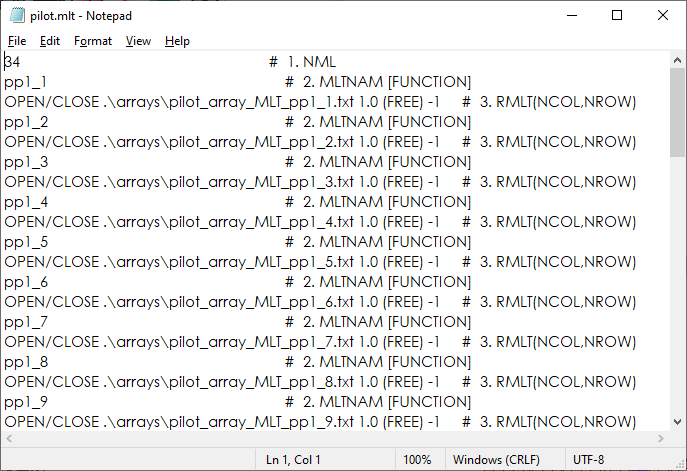 pilot.mlt - Notepad
File Edit Format View Help
34 # 1. NML
pp1_1 # 2. MLTNAM [FUNCTION]
OPEN/CLOSE .\arrays\pilot_array_MLT_pp1_1.txt 1.0 (FREE) -1 # 3. RMLT(NCOL,NROW)
pp1_2 # 2. MLTNAM [FUNCTION]
OPEN/CLOSE .\arrays\pilot_array_MLT_pp1_2.txt 1.0 (FREE) -1 # 3. RMLT(NCOL,NROW)
pp1_3 # 2. MLTNAM [FUNCTION]
OPEN/CLOSE .\arrays\pilot_array_MLT_pp1_3.txt 1.0 (FREE) -1 # 3. RMLT(NCOL,NROW)
pp1_4 # 2. MLTNAM [FUNCTION]
OPEN/CLOSE .\arrays\pilot_array_MLT_pp1_4.txt 1.0 (FREE) -1 # 3. RMLT(NCOL,NROW)
pp1_5 # 2. MLTNAM [FUNCTION]
OPEN/CLOSE .\arrays\pilot_array_MLT_pp1_5.txt 1.0 (FREE) -1 # 3. RMLT(NCOL,NROW)
pp1_6 # 2. MLTNAM [FUNCTION]
OPEN/CLOSE .\arrays\pilot_array_MLT_pp1_6.txt 1.0 (FREE) -1 # 3. RMLT(NCOL,NROW)
pp1_7 # 2. MLTNAM [FUNCTION]
OPEN/CLOSE .\arrays\pilot_array_MLT_pp1_7.txt 1.0 (FREE) -1 # 3. RMLT(NCOL,NROW)
pp1_8 # 2. MLTNAM [FUNCTION]
OPEN/CLOSE .\arrays\pilot_array_MLT_pp1_8.txt 1.0 (FREE) -1 # 3. RMLT(NCOL,NROW)
pp1_9 # 2. MLTNAM [FUNCTION]
OPEN/CLOSE .\arrays\pilot_array_MLT_pp1_9.txt 1.0 (FREE) -1 # 3. RMLT(NCOL,NROW)
Ln 1, Col 1 100% Windows (CRLF) UTF-8